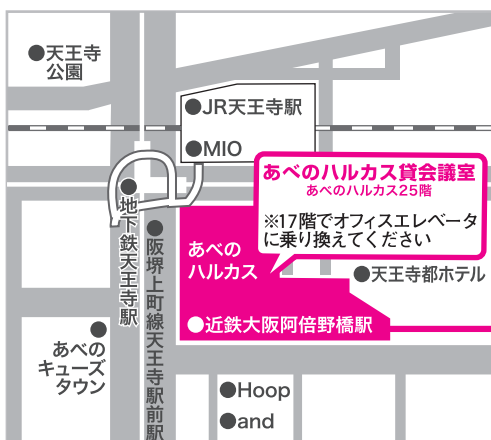 ●天王寺
公園
●JR天王寺駅
●MIO
あべのハルカス貸会議室
あべのハルカス25階
※17階でオフィスエレベータ
に乗り換えてください
●地下鉄天王寺駅
●阪堺上町線天王寺駅前駅
あべの
ハルカス
●天王寺都ホテル
●近鉄大阪阿倍野橋駅
●
あべの
キューズ
タウン
●Hoop
●and